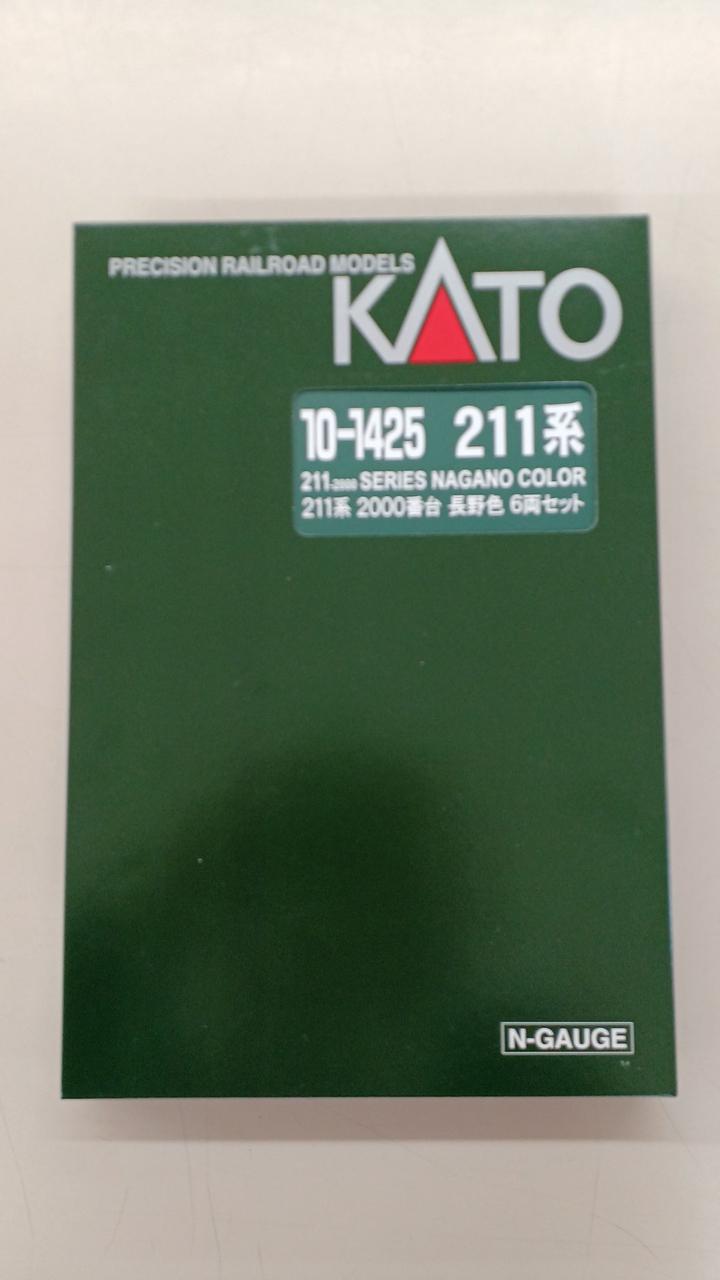 PRECISION RAILROAD MODELS
KATO
10-1425 211系
211-2000 SERIES NAGANO COLOR
211系 2000番台 長野色 6両セット
N-GAUGE